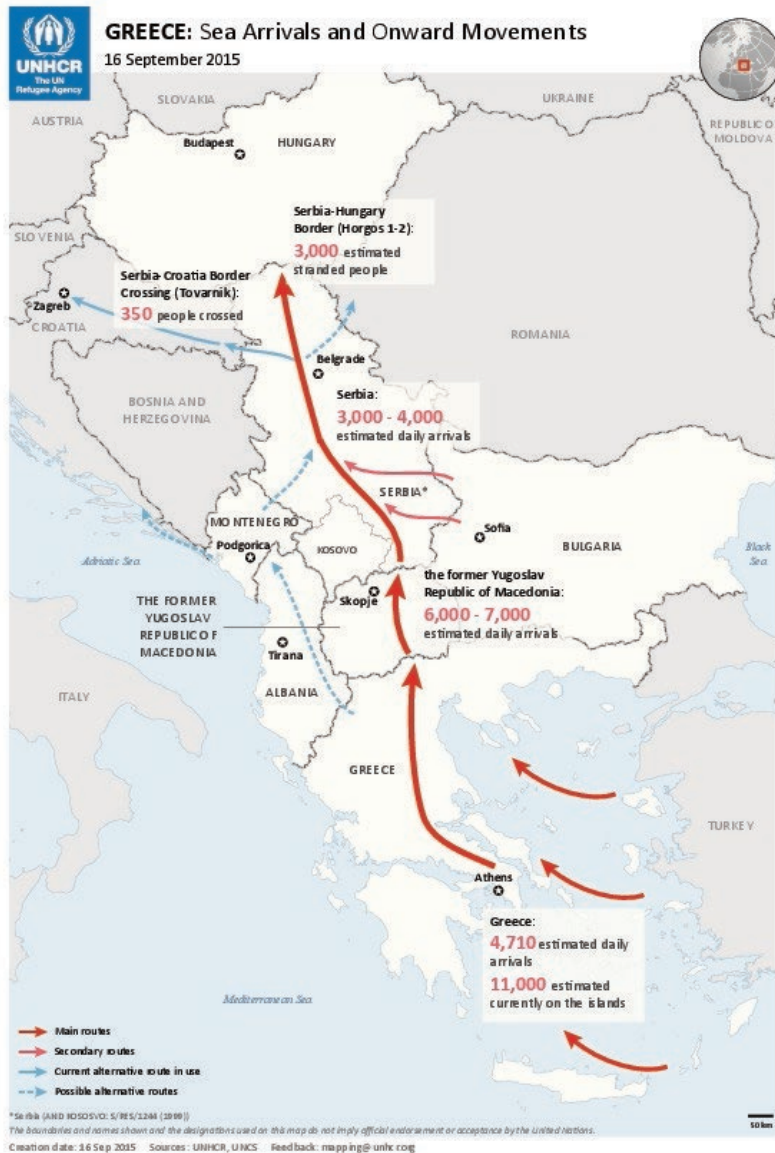 UNHCR
The UN
Refugee Agency
GREECE: Sea Arrivals and Onward Movements
16 September 2015
SLOVAKIA
UKRAINE
AUSTRIA
REPUBLIC OF
MOLDOVA
Budapest
HUNGARY
SLOVENIA
Serbia-Hungary
Border (Horgos 1-2):
3,000 estimated
stranded people
Serbia-Croatia Border
Crossing (Tovarnik):
350 people crossed
Zagreb
CROATIA
ROMANIA
Belgrade
BOSNIA AND
HERZEGOVINA
Serbia:
3,000 - 4,000
estimated daily arrivals
SERBIA*
MONTENEGRO
Podgorica
KOSOVO
Sofia
BULGARIA
Black
Sea
Adriatic Sea
the former Yugoslav
Republic of Macedonia:
6,000 - 7,000
estimated daily arrivals
Skopje
THE FORMER
YUGOSLAV
REPUBLIC OF
MACEDONIA
Tirana
ALBANIA
ITALY
GREECE
TURKEY
Athens
Greece:
4,710 estimated daily
arrivals
11,000 estimated
currently on the islands
Mediterranean Sea
Main routes
Secondary routes
Current alternative route in use
Possible alternative routes
*Serbia (AND KOSOSVO: S/RES/1244 (1999))
The boundaries and names shown and the designations used on this map do not imply official endorsement or acceptance by the United Nations.
50 km
Creation date: 16 Sep 2015 Sources: UNHCR, UNCS Feedback: mapping@unhcr.org